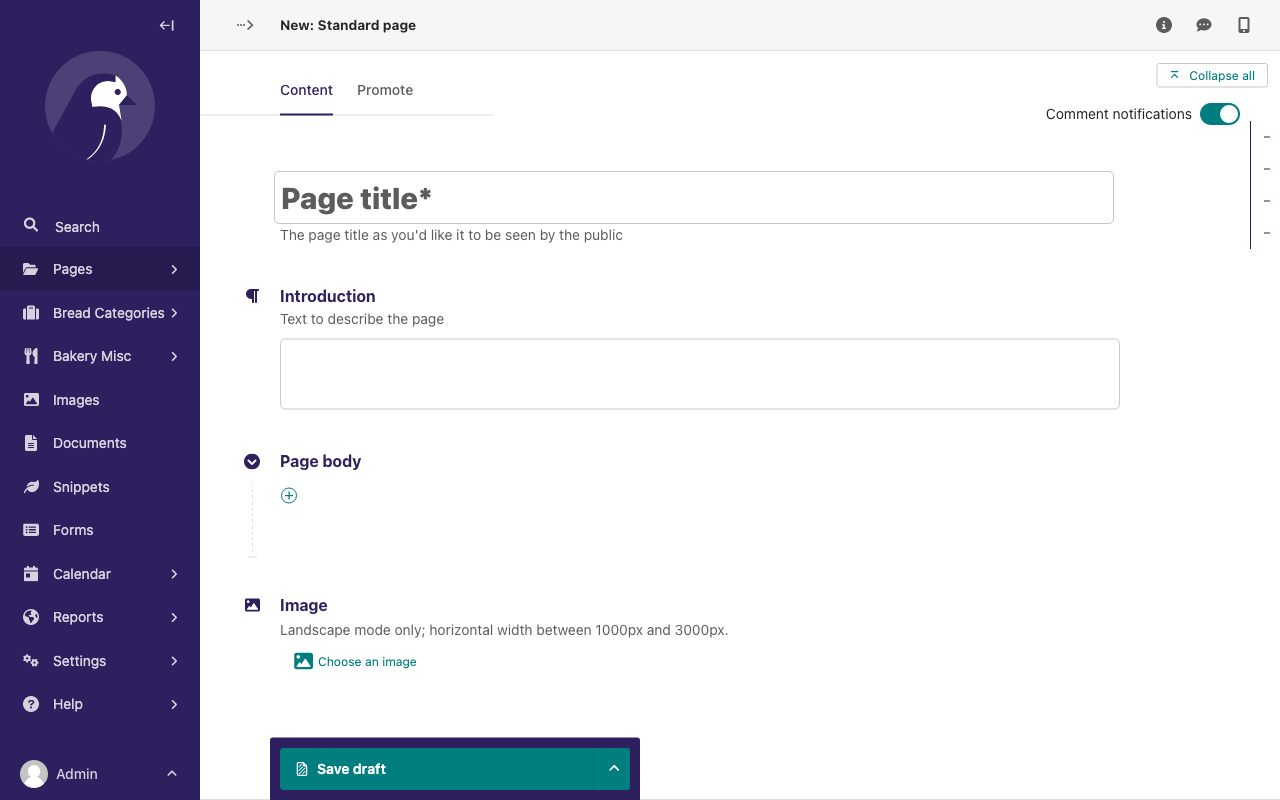 New: Standard page
Content
Promote
Collapse all
Comment notifications
Search
Pages
Bread Categories
Bakery Misc
Images
Documents
Snippets
Forms
Calendar
Reports
Settings
Help
Admin
Page title*
The page title as you'd like it to be seen by the public
Introduction
Text to describe the page
Page body
Image
Landscape mode only; horizontal width between 1000px and 3000px.
Choose an image
Save draft